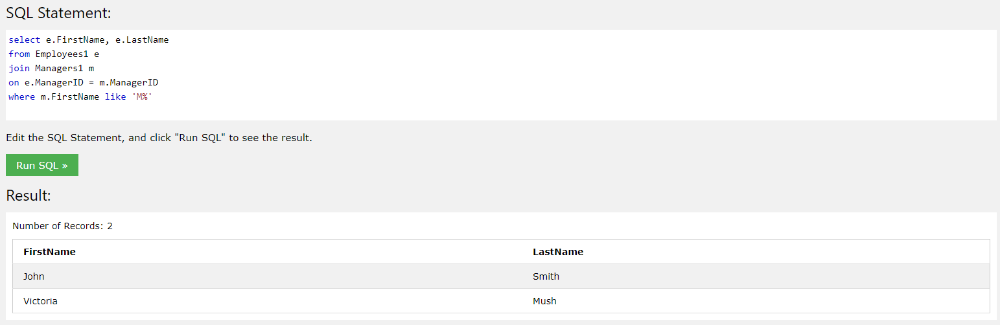 SQL Statement:
select e.FirstName, e.LastName
from Employees1 e
join Managers1 m
on e.ManagerID = m.ManagerID
where m.FirstName like 'M%'
Edit the SQL Statement, and click "Run SQL" to see the result.
Run SQL »
Result:
Number of Records: 2
FirstName LastName
John Smith
Victoria Mush